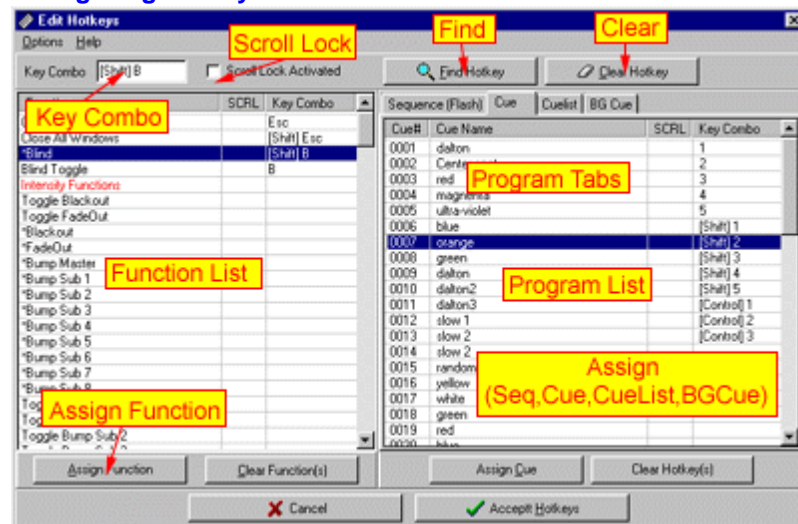 Edit Hotkeys
Options Help
Scroll Lock
Find
Clear
Key Combo [Shift] B Scroll Lock Activated Find Hotkey Clear Hotkey
Key Combo
SCRL Key Combo
Sequence (Flash) Cue Cuelist BG Cue
Esc
Close All Windows [Shift] Esc
*Blind [Shift] B
Blind Toggle B
Intensity Functions
Toggle Blackout
Toggle FadeOut
*Blackout
*FadeOut
*Bump Master
*Bump Sub 1
*Bump Sub 2
*Bump Sub 3
*Bump Sub 4
*Bump Sub 5
*Bump Sub 6
*Bump Sub 7
*Bump Sub 8
Toggle Bump Sub 2
Function List
Assign Function
Cue# Cue Name SCRL Key Combo
0001 dalton 1
0002 2
0003 red 3
0004 magnenta 4
0005 ultra-violet 5
0006 blue [Shift] 1
0007 orange [Shift] 2
0008 green [Shift] 3
0009 dalton [Shift] 4
0010 dalton2 [Shift] 5
0011 dalton3 [Control] 1
0012 slow 1 [Control] 2
0013 slow 2 [Control] 3
0014 slow 2
0015 random
0016 yellow
0017 white
0018 green
0019 red
0020 blue
Program Tabs
Program List
Assign
(Seq,Cue,CueList,BGCue)
Assign Function Clear Function(s) Assign Cue Clear Hotkey(s)
Cancel Acceptt Hotkeys